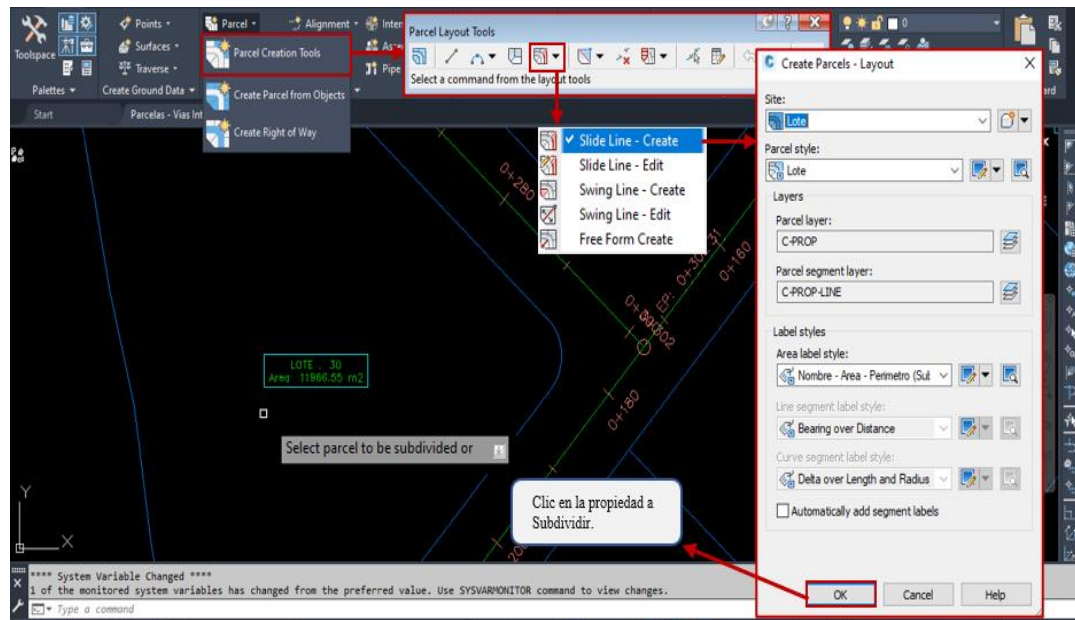 Toolspace
Palettes
Points
Surfaces
Traverse
Create Ground Data
Parcel
Parcel Creation Tools
Create Parcel from Objects
Create Right of Way
Alignment
Pipe
Parcel Layout Tools
Select a command from the layout tools
0
Start
Slide Line - Create
Slide Line - Edit
Swing Line - Create
Swing Line - Edit
Free Form Create
0+280
0+160
0+180
LOTE . 30
Area: 11966.55 m2
Select parcel to be subdivided or
Clic en la propiedad a
Subdividir.
Y
X
Create Parcels - Layout
Site:
Lote
Parcel style:
Lote
Layers
Parcel layer:
C-PROP
Parcel segment layer:
C-PROP-LINE
Label styles
Area label style:
Nombre - Area - Perimetro (Sul
Line segment label style:
Bearing over Distance
Curve segment label style:
Delta over Length and Radius
Automatically add segment labels
OK Cancel Help
**** System Variable Changed ****
1 of the monitored system variables has changed from the preferred value. Use SYSVARMONITOR command to view changes.
Type a command